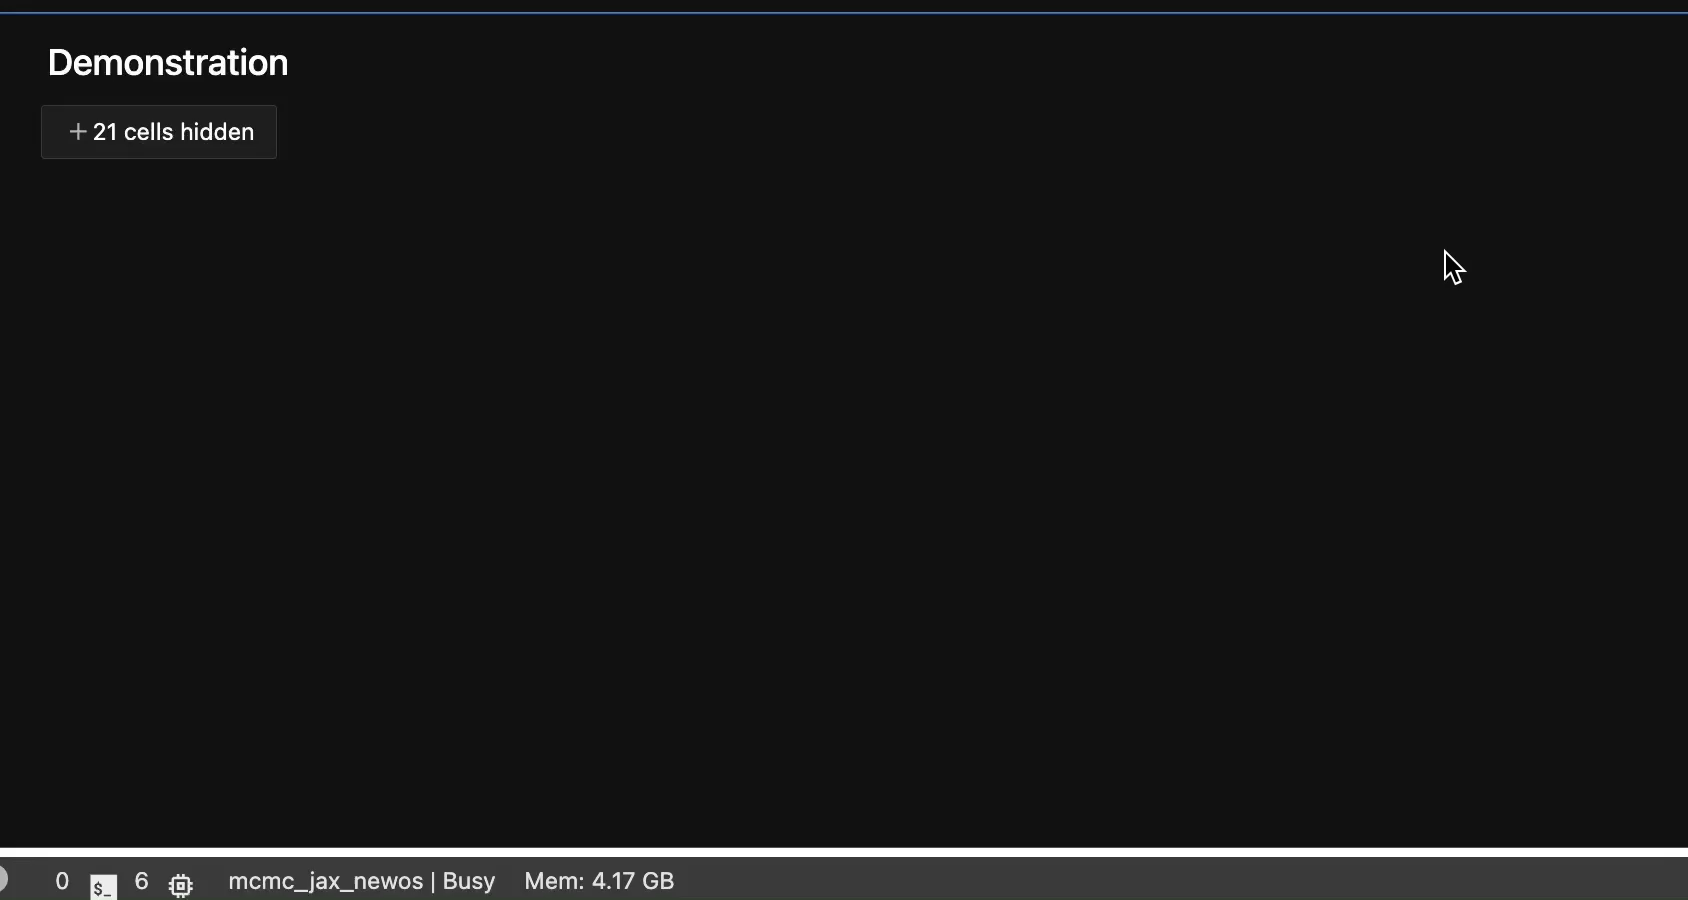 Demonstration
+ 21 cells hidden
0 $_ 6 mcmc_jax_newos | Busy Mem: 4.17 GB